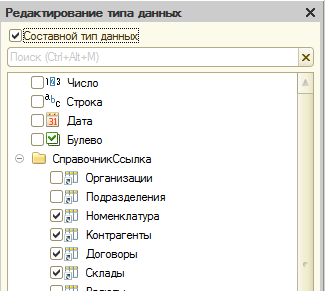 Редактирование типа данных
Составной тип данных
Поиск (Ctrl+Alt+M)
Число
Строка
Дата
Булево
СправочникСсылка
Организации
Подразделения
Номенклатура
Контрагенты
Договоры
Склады